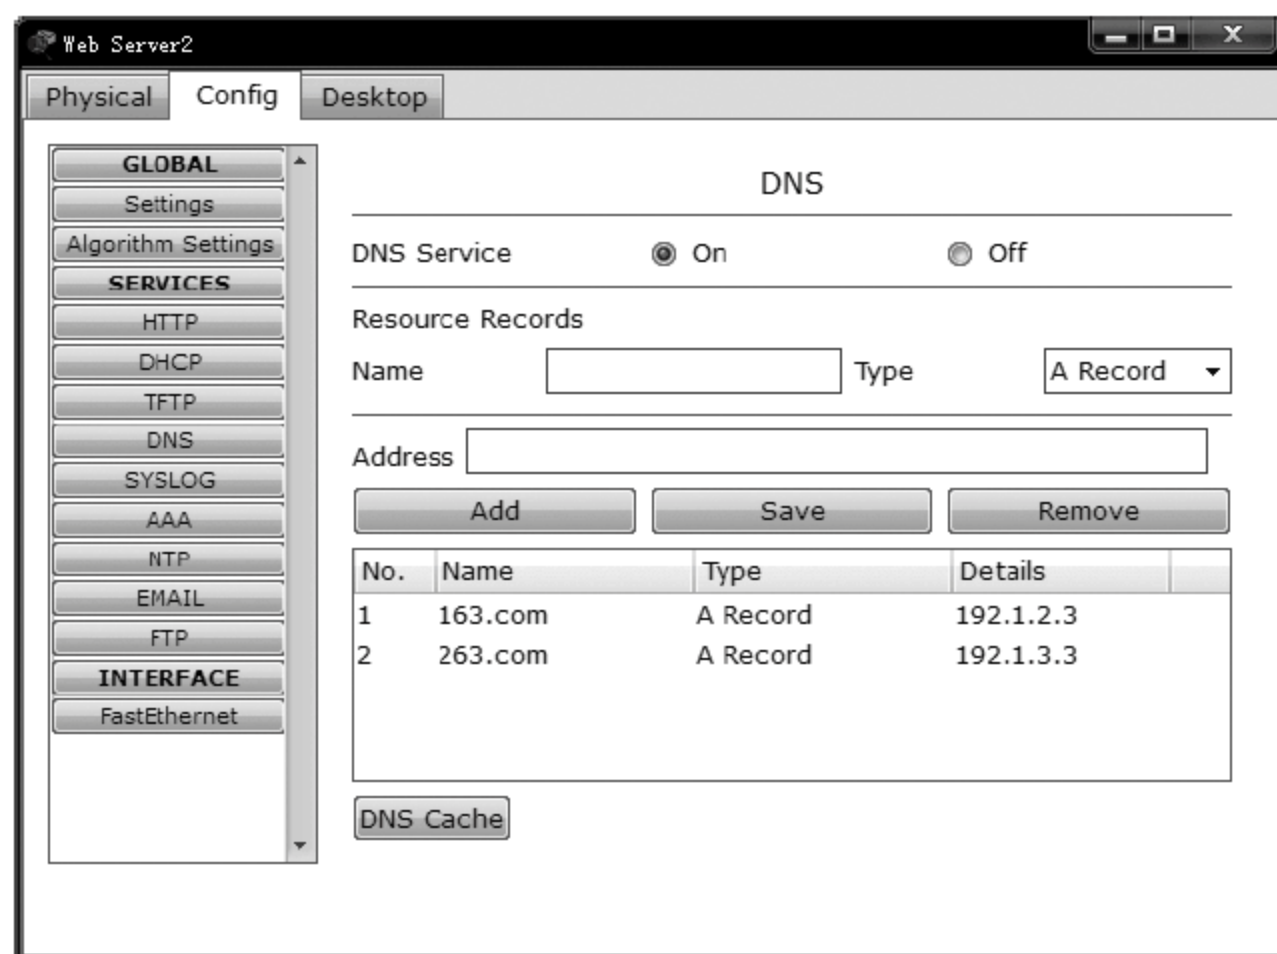 Web Server2
Physical Config Desktop
GLOBAL
Settings
Algorithm Settings
SERVICES
HTTP
DHCP
TFTP
DNS
SYSLOG
AAA
NTP
EMAIL
FTP
INTERFACE
FastEthernet
DNS
DNS Service On Off
Resource Records
Name Type A Record
Address
Add Save Remove
No. Name Type Details
1 163.com A Record 192.1.2.3
2 263.com A Record 192.1.3.3
DNS Cache